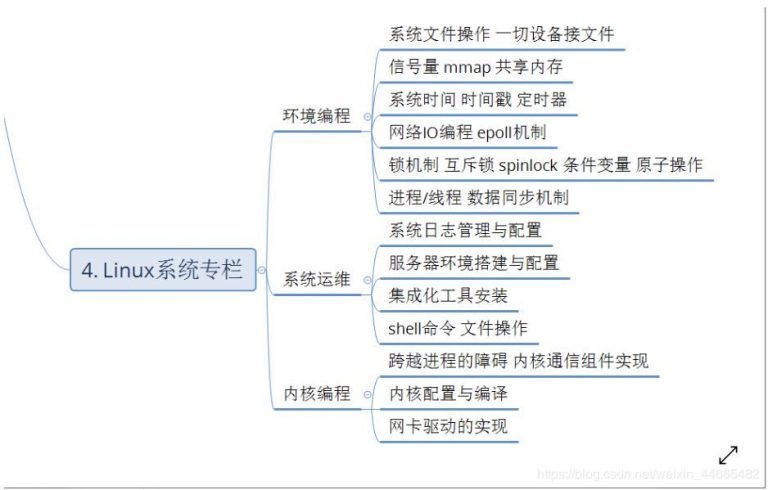 系统文件操作 一切设备接文件
信号量 mmap 共享内存
系统时间 时间戳 定时器
环境编程
网络IO编程 epoll机制
锁机制 互斥锁 spinlock 条件变量 原子操作
进程/线程 数据同步机制
4. Linux系统专栏
系统日志管理与配置
服务器环境搭建与配置
系统运维
集成化工具安装
shell命令 文件操作
跨越进程的障碍 内核通信组件实现
内核编程
内核配置与编译
网卡驱动的实现
https://blog.csdn.net/weixin_44685482